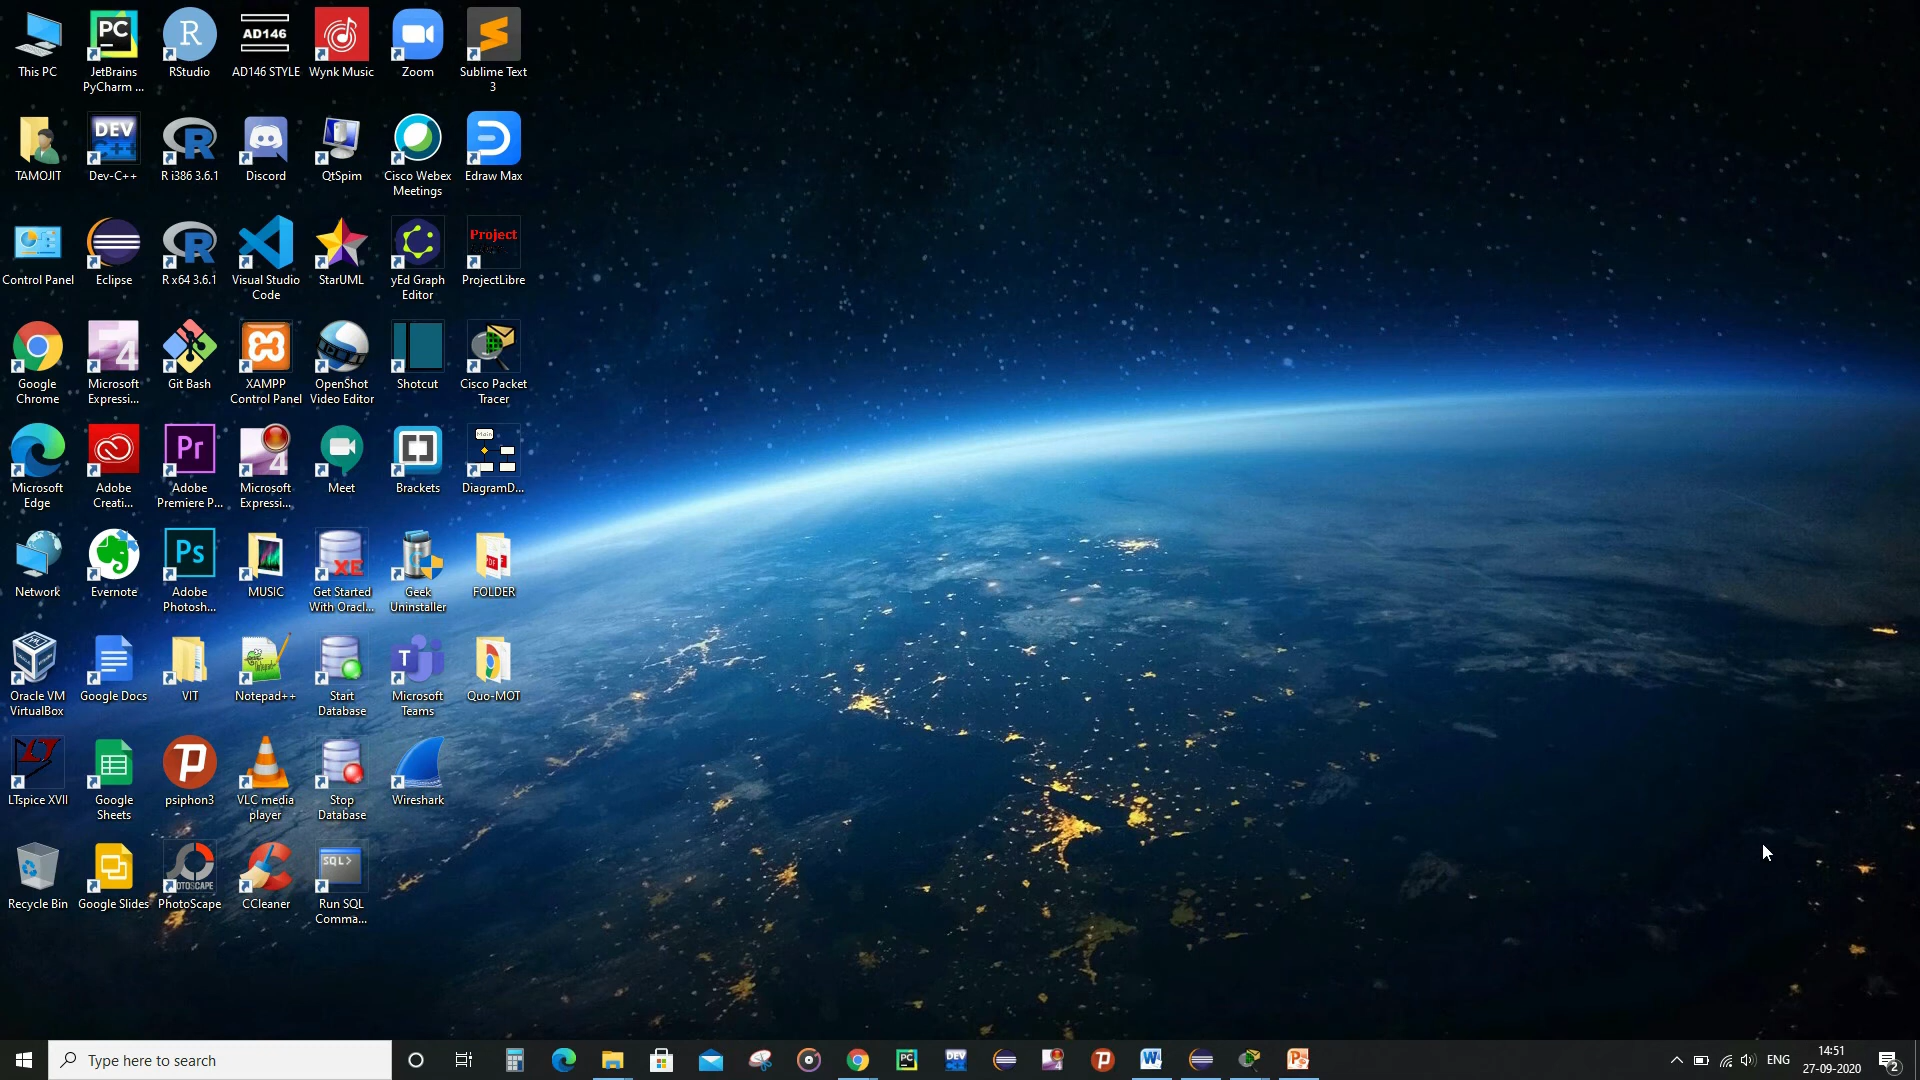 This PC
JetBrains
PyCharm ...
RStudio
AD146
AD146 STYLE
Wynk Music
Zoom
Sublime Text
3
TAMOJIT
Dev-C++
R i386 3.6.1
Discord
QtSpim
Cisco Webex
Meetings
Edraw Max
Control Panel
Eclipse
R x64 3.6.1
Visual Studio
Code
StarUML
yEd Graph
Editor
Project
ProjectLibre
Google
Chrome
Microsoft
Expressi...
Git Bash
XAMPP
Control Panel
OpenShot
Video Editor
Shotcut
Cisco Packet
Tracer
Microsoft
Edge
Adobe
Creati...
Adobe
Premiere P...
Microsoft
Expressi...
Meet
Brackets
Main
DiagramD...
Network
Evernote
Adobe
Photosh...
MUSIC
Get Started
With Oracl...
Geek
Uninstaller
FOLDER
Oracle VM
VirtualBox
Google Docs
VIT
Notepad++
Start
Database
Microsoft
Teams
Quo-MOT
LTspice XVII
Google
Sheets
psiphon3
VLC media
player
Stop
Database
Wireshark
Recycle Bin
Google Slides
PhotoScape
CCleaner
SQL>
Run SQL
Comma...
Type here to search
ENG
14:51
27-09-2020
2